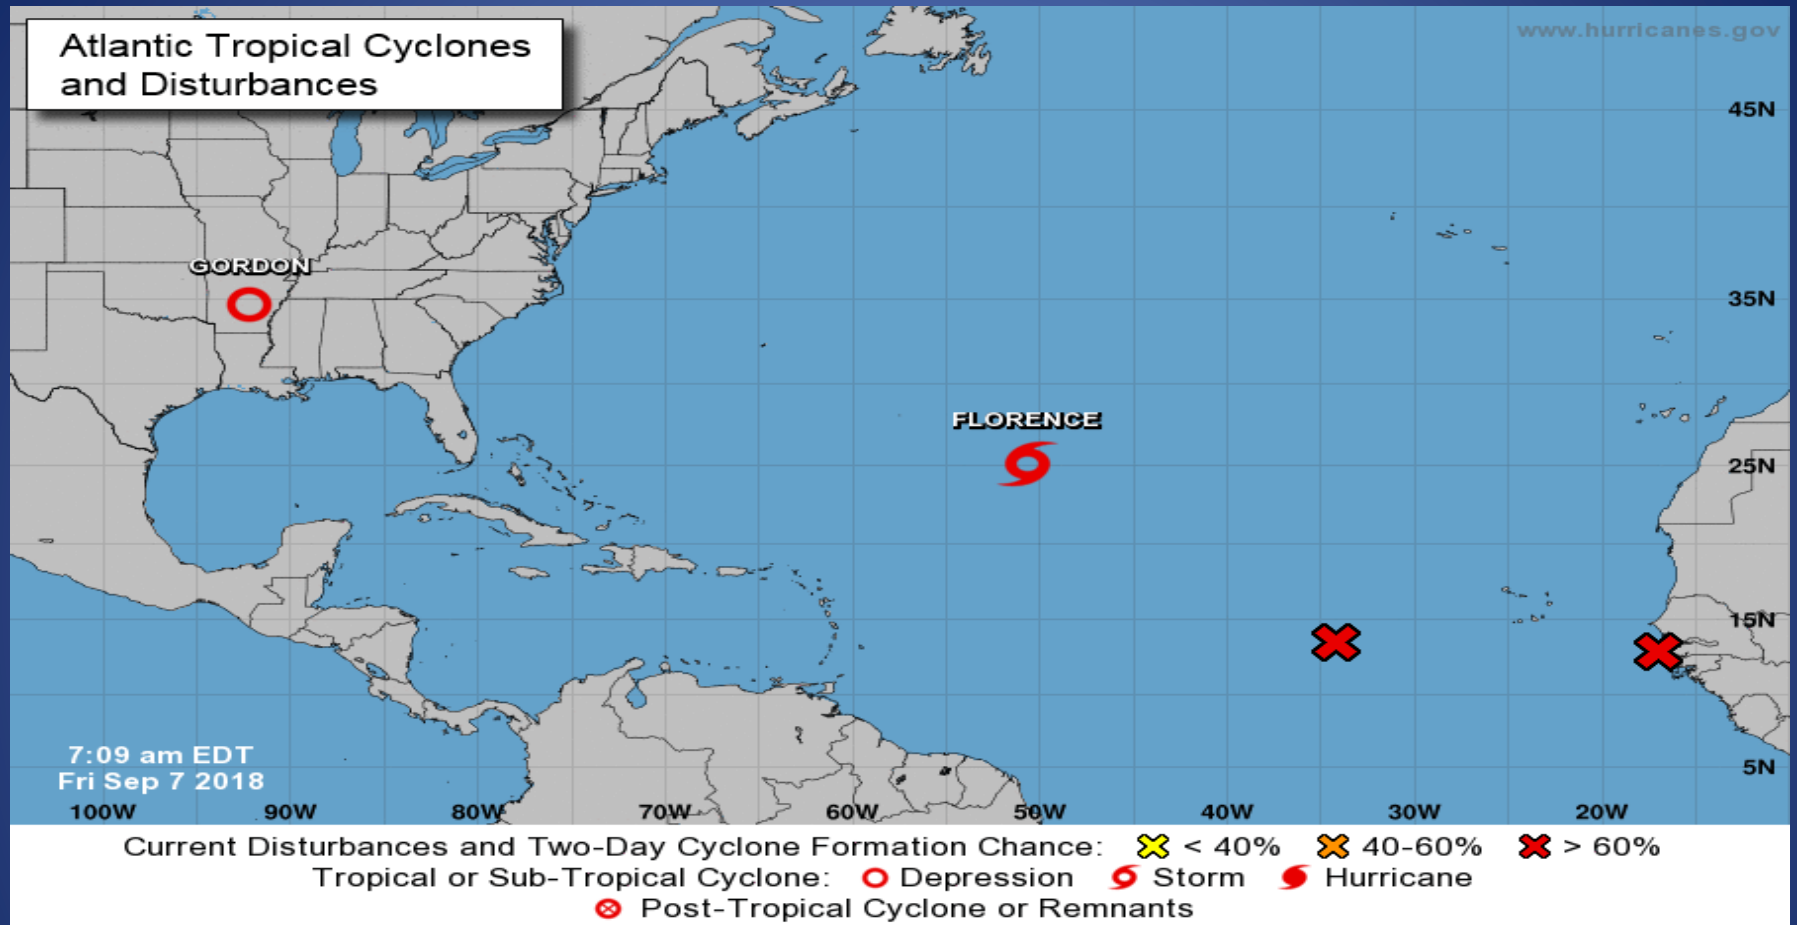 Atlantic Tropical Cyclones
and Disturbances
www.hurricanes.gov
45N
GORDON
35N
FLORENCE
25N
15N
7:09 am EDT
Fri Sep 7 2018
5N
100W 90W 80W 70W 60W 50W 40W 30W 20W
Current Disturbances and Two-Day Cyclone Formation Chance: < 40% 40-60% > 60%
Tropical or Sub-Tropical Cyclone: Depression Storm Hurricane
Post-Tropical Cyclone or Remnants